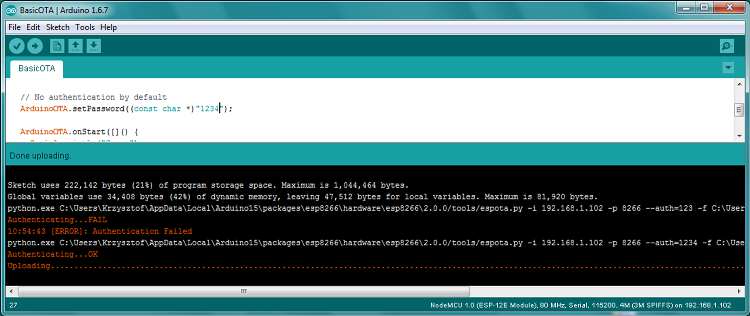 BasicOTA | Arduino 1.6.7
File Edit Sketch Tools Help
BasicOTA
// No authentication by default
ArduinoOTA.setPassword((const char *)"1234");
ArduinoOTA.onStart([]() {
Done uploading.
Sketch uses 222,142 bytes (21%) of program storage space. Maximum is 1,044,464 bytes.
Global variables use 34,408 bytes (42%) of dynamic memory, leaving 47,512 bytes for local variables. Maximum is 81,920 bytes.
python.exe C:\Users\Krzysztof\AppData\Local\Arduino15\packages\esp8266\hardware\esp8266\2.0.0/tools/espota.py -i 192.168.1.102 -p 8266 --auth=123 -f C:\User
Authenticating...FAIL
10:54:43 [ERROR]: Authentication Failed
python.exe C:\Users\Krzysztof\AppData\Local\Arduino15\packages\esp8266\hardware\esp8266\2.0.0/tools/espota.py -i 192.168.1.102 -p 8266 --auth=1234 -f C:\Use
Authenticating...OK
Uploading................................................................................................................................
27
NodeMCU 1.0 (ESP-12E Module), 80 MHz, Serial, 115200, 4M (3M SPIFFS) on 192.168.1.102